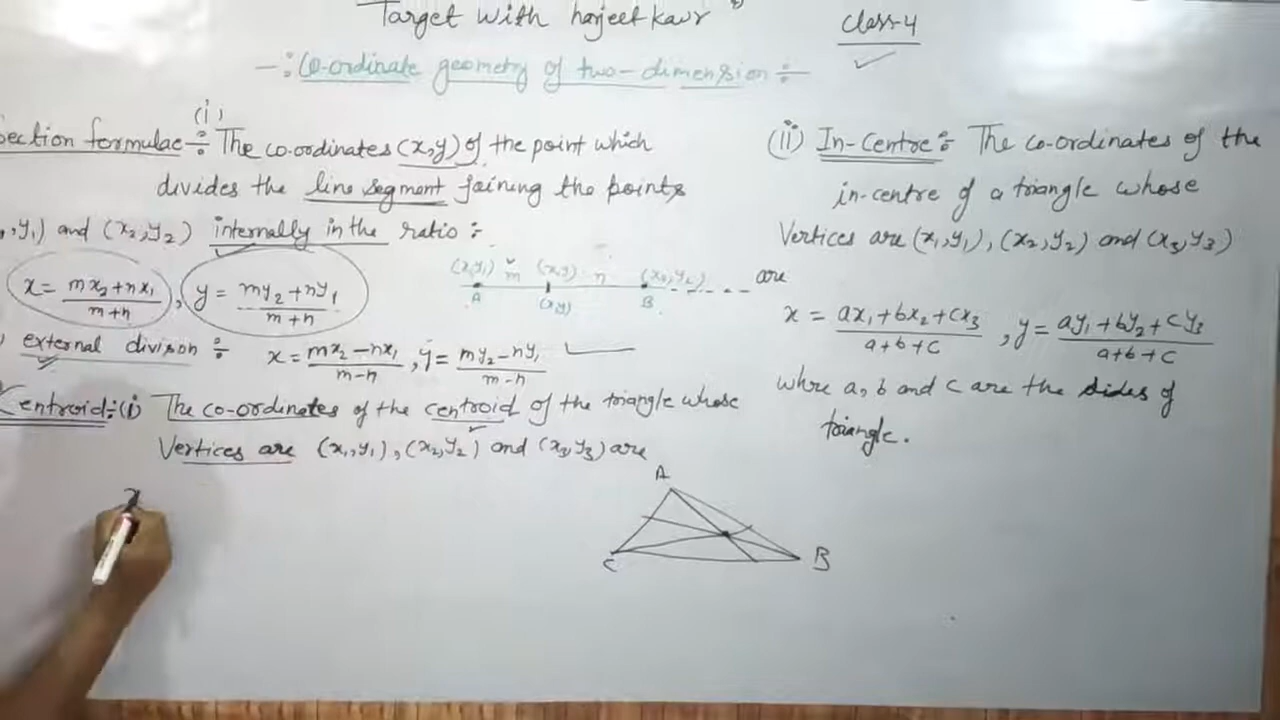 Target with harjeet kaur
Class-4
-: Co-ordinate geometry of two-dimension :-
(i)
Section formulae :- The co-ordinates (x,y) of the point which
divides the line segment joining the points
,y₁) and (x₂,y₂) internally in the ratio :-
x = mx₂+nx₁/m+n , y = my₂+ny₁/m+n
(x,y₁) m (x,y) n (x₂,y₂)
A (x,y) B
external division :- x = mx₂-nx₁/m-n , y = my₂-ny₁/m-n
Centroid:-(i) The co-ordinates of the centroid of the triangle whose
Vertices are (x₁,y₁), (x₂,y₂) and (x₃,y₃) are
x
A
C B
(ii) In-Centre :- The co-ordinates of the
in-centre of a triangle whose
Vertices are (x₁,y₁), (x₂,y₂) and (x₃,y₃)
are
x = ax₁+bx₂+cx₃/a+b+c , y = ay₁+by₂+cy₃/a+b+c
whre a, b and c are the sides of
triangle.